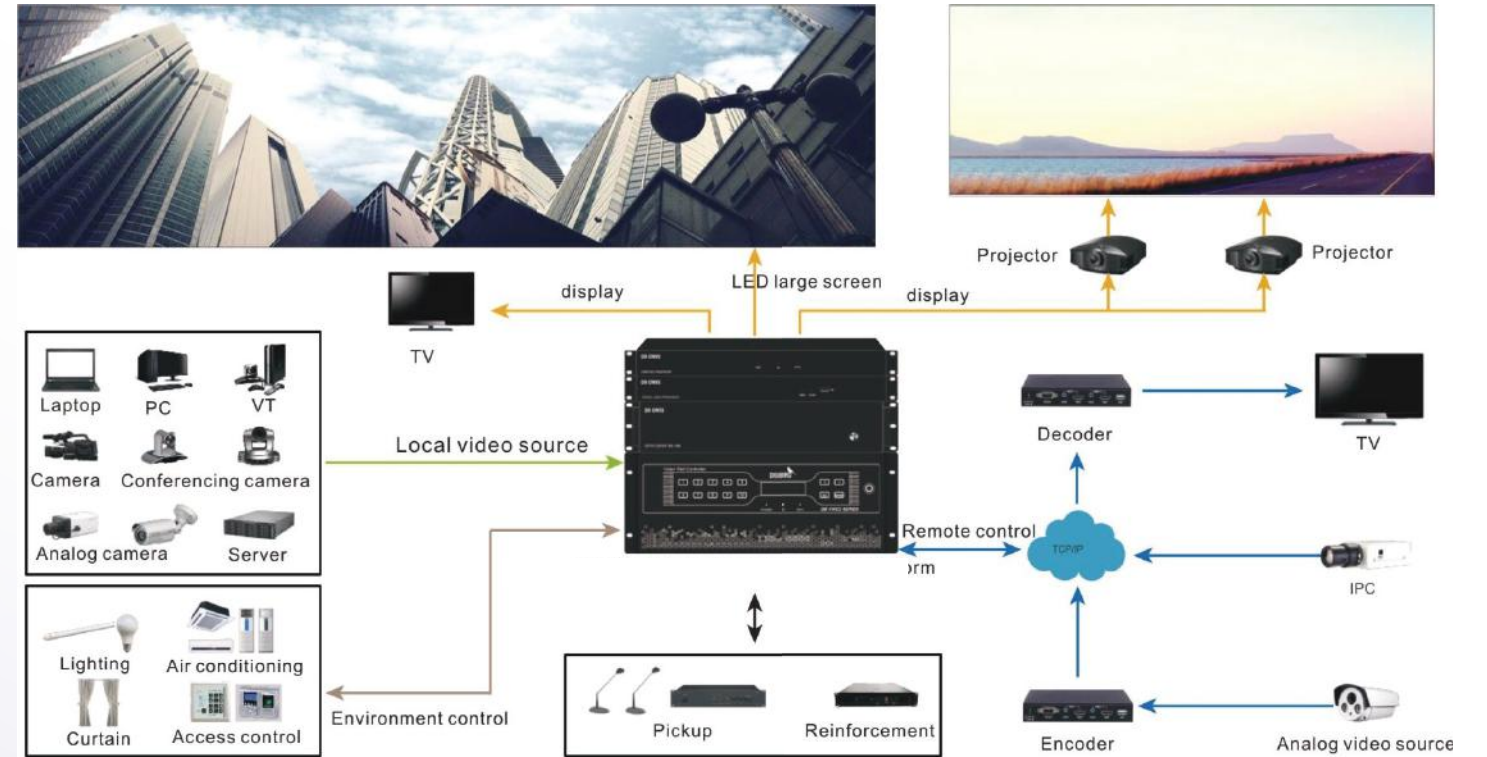 Projector
Projector
LED large screen
display
display
TV
Laptop
PC
VT
Local video source
Decoder
TV
Camera
Conferencing camera
Analog camera
Server
Remote control
orm
TCP/IP
IPC
Lighting
Air conditioning
Curtain
Access control
Environment control
Pickup
Reinforcement
Encoder
Analog video source